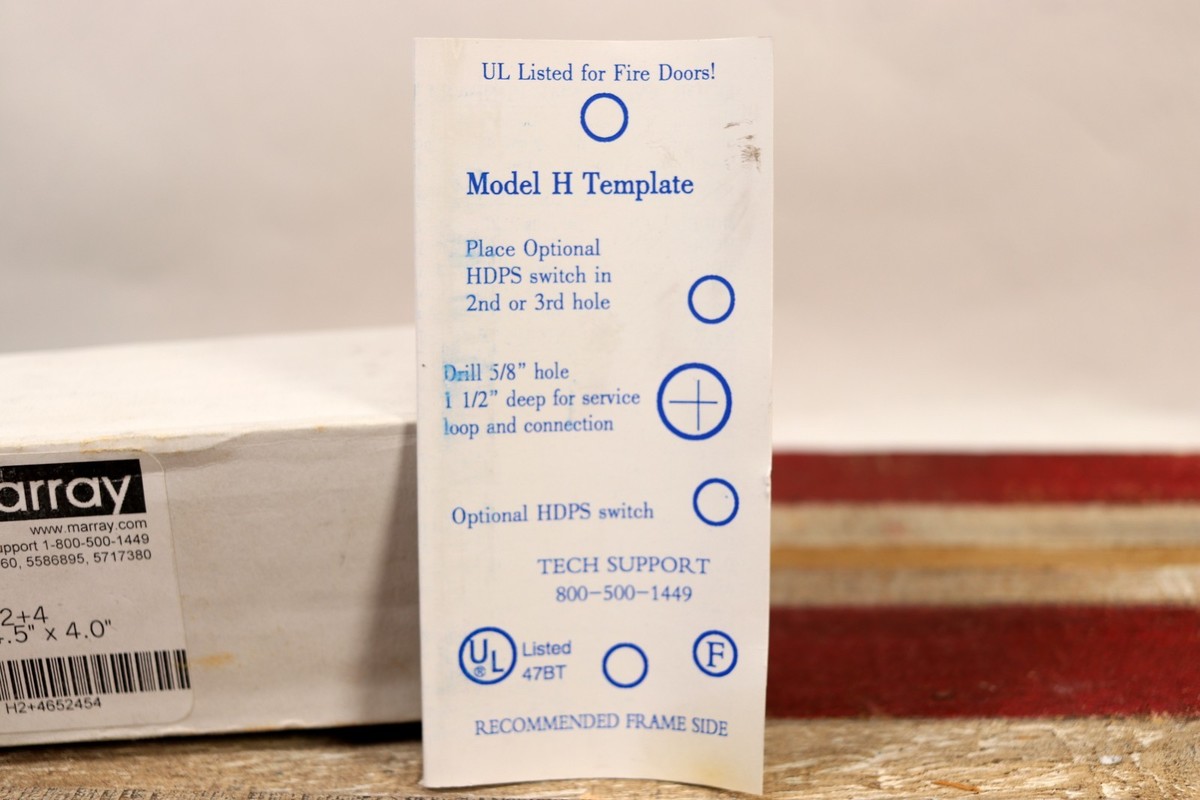 UL Listed for Fire Doors!
Model H Template
Place Optional
HDPS switch in
2nd or 3rd hole
Drill 5/8" hole
1 1/2" deep for service
loop and connection
Optional HDPS switch
TECH SUPPORT
800-500-1449
UL
®
Listed
47BT
F
RECOMMENDED FRAME SIDE
array
www.marray.com
upport 1-800-500-1449
60, 5586895, 5717380
2+4
.5" x 4.0"
H2+4652454